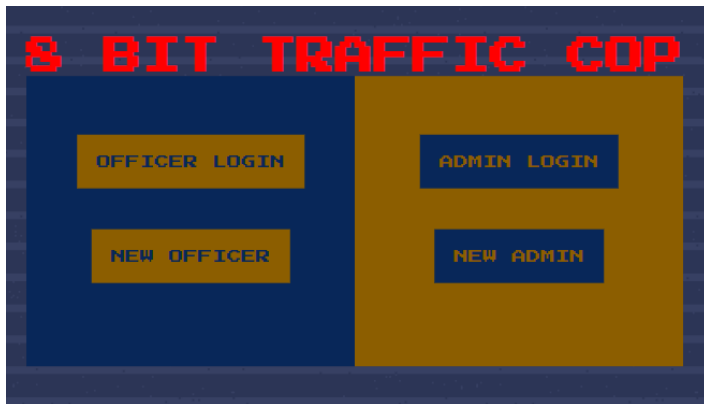 8 BIT TRAFFIC COP
OFFICER LOGIN
NEW OFFICER
ADMIN LOGIN
NEW ADMIN